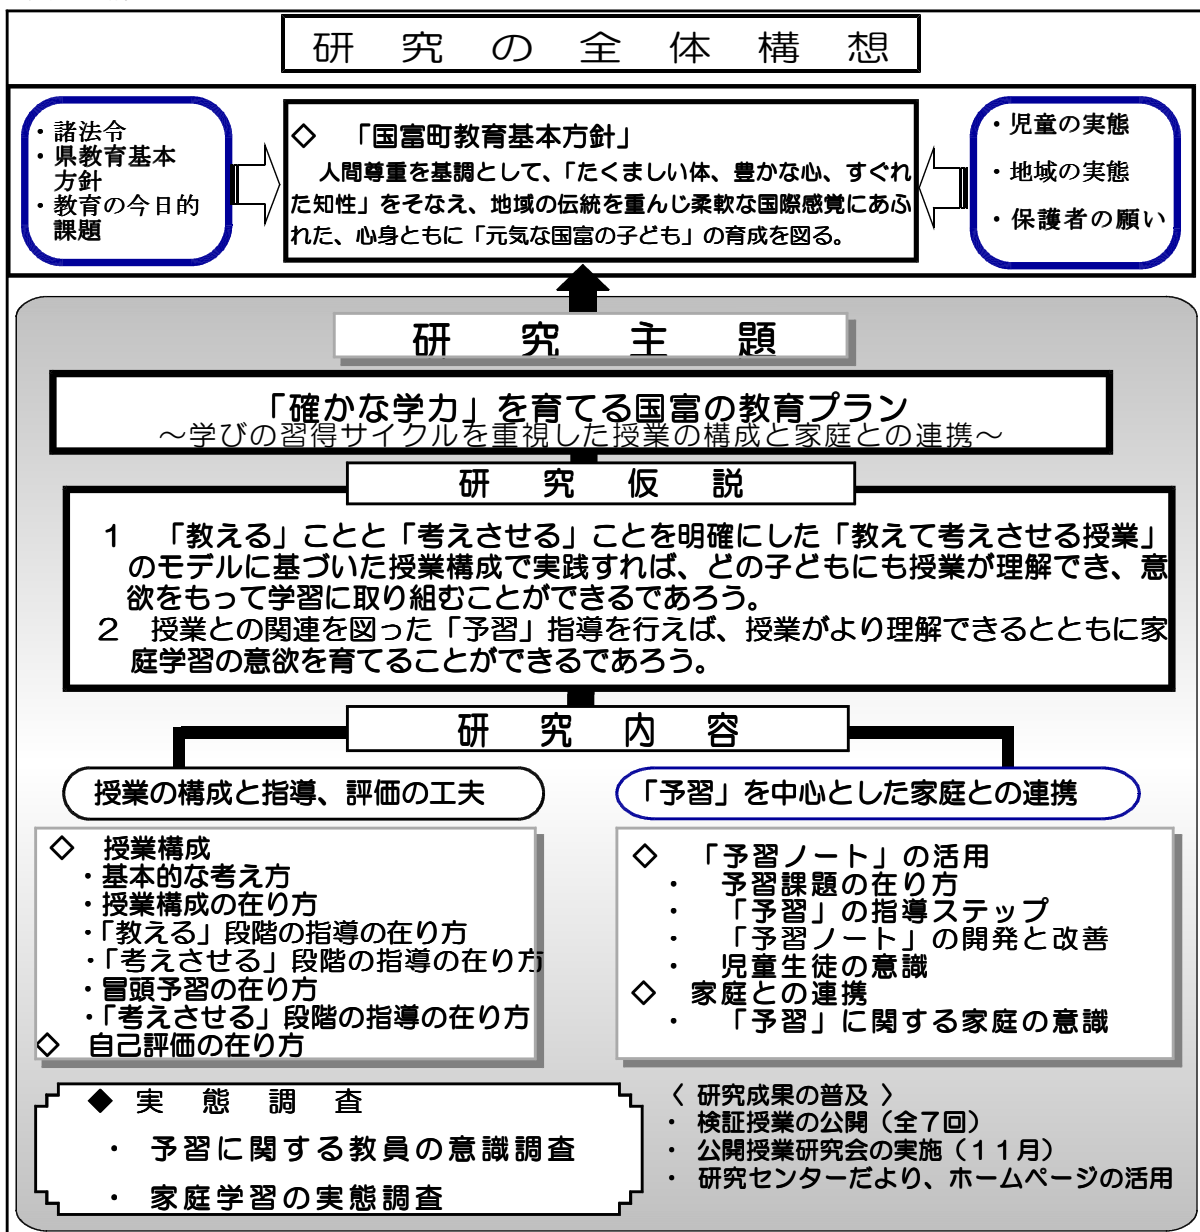 研究の全体構想
・諸法令
・県教育基本
方針
・教育の今日的
課題
◇　「国富町教育基本方針」
人間尊重を基調として、「たくましい体、豊かな心、すぐれ
た知性」をそなえ、地域の伝統を重んじ柔軟な国際感覚にあふ
れた、心身ともに「元気な国富の子ども」の育成を図る。
・児童の実態
・地域の実態
・保護者の願い
研究主題
「確かな学力」を育てる国富の教育プラン
～学びの習得サイクルを重視した授業の構成と家庭との連携～
研究仮説
１　「教える」ことと「考えさせる」ことを明確にした「教えて考えさせる授業」
のモデルに基づいた授業構成で実践すれば、どの子どもにも授業が理解でき、意
欲をもって学習に取り組むことができるであろう。
２　授業との関連を図った「予習」指導を行えば、授業がより理解できるとともに家
庭学習の意欲を育てることができるであろう。
研究内容
授業の構成と指導、評価の工夫
◇　授業構成
・基本的な考え方
・授業構成の在り方
・「教える」段階の指導の在り方
・「考えさせる」段階の指導の在り方
・冒頭予習の在り方
・「考えさせる」段階の指導の在り方
◇　自己評価の在り方
「予習」を中心とした家庭との連携
◇　「予習ノート」の活用
・　予習課題の在り方
・　「予習」の指導ステップ
・　「予習ノート」の開発と改善
・　児童生徒の意識
◇　家庭との連携
・　「予習」に関する家庭の意識
◆実態調査
・　予習に関する教員の意識調査
・　家庭学習の実態調査
〈 研究成果の普及 〉
・　検証授業の公開（全７回）
・　公開授業研究会の実施（１１月）
・　研究センターだより、ホームページの活用